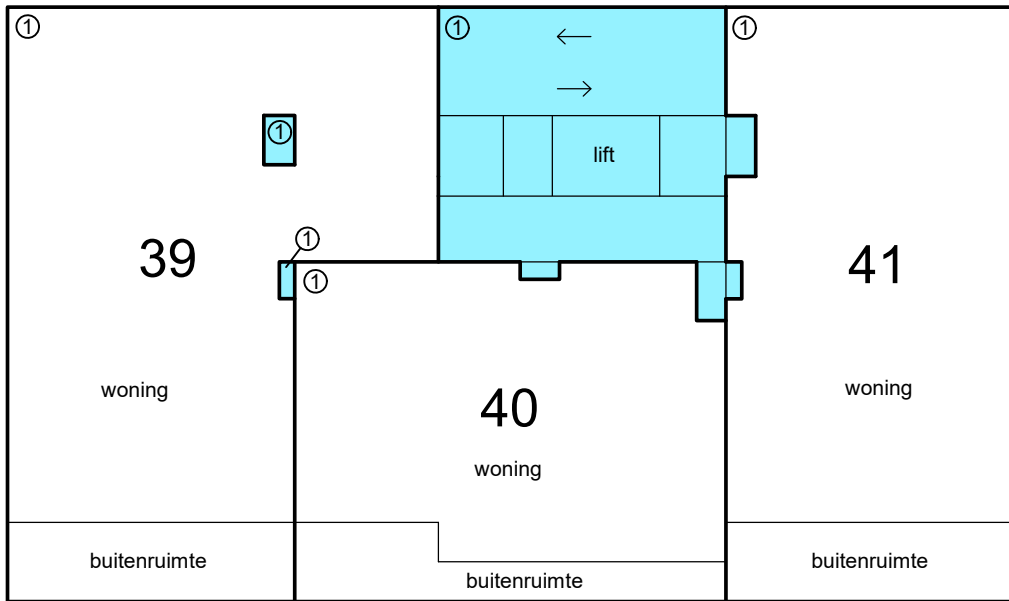 ① ① ①
←
→
①
lift
①
39 41
①
woning 40 woning
woning
buitenruimte buitenruimte
buitenruimte